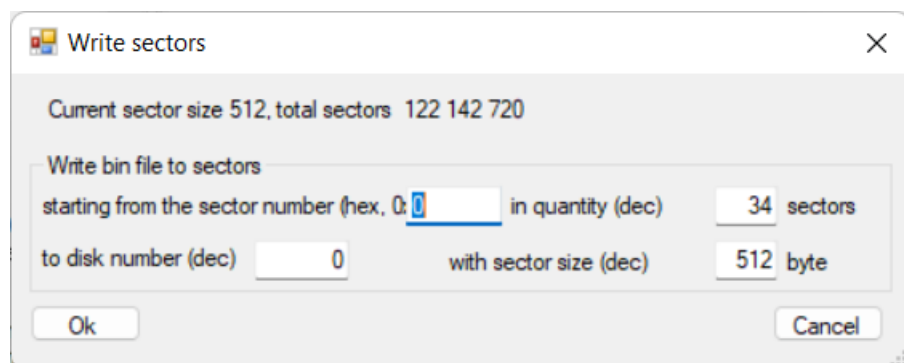 Write sectors
Current sector size 512, total sectors 122 142 720
Write bin file to sectors
starting from the sector number (hex, 0: 0 in quantity (dec) 34 sectors
to disk number (dec) 0 with sector size (dec) 512 byte
Ok Cancel